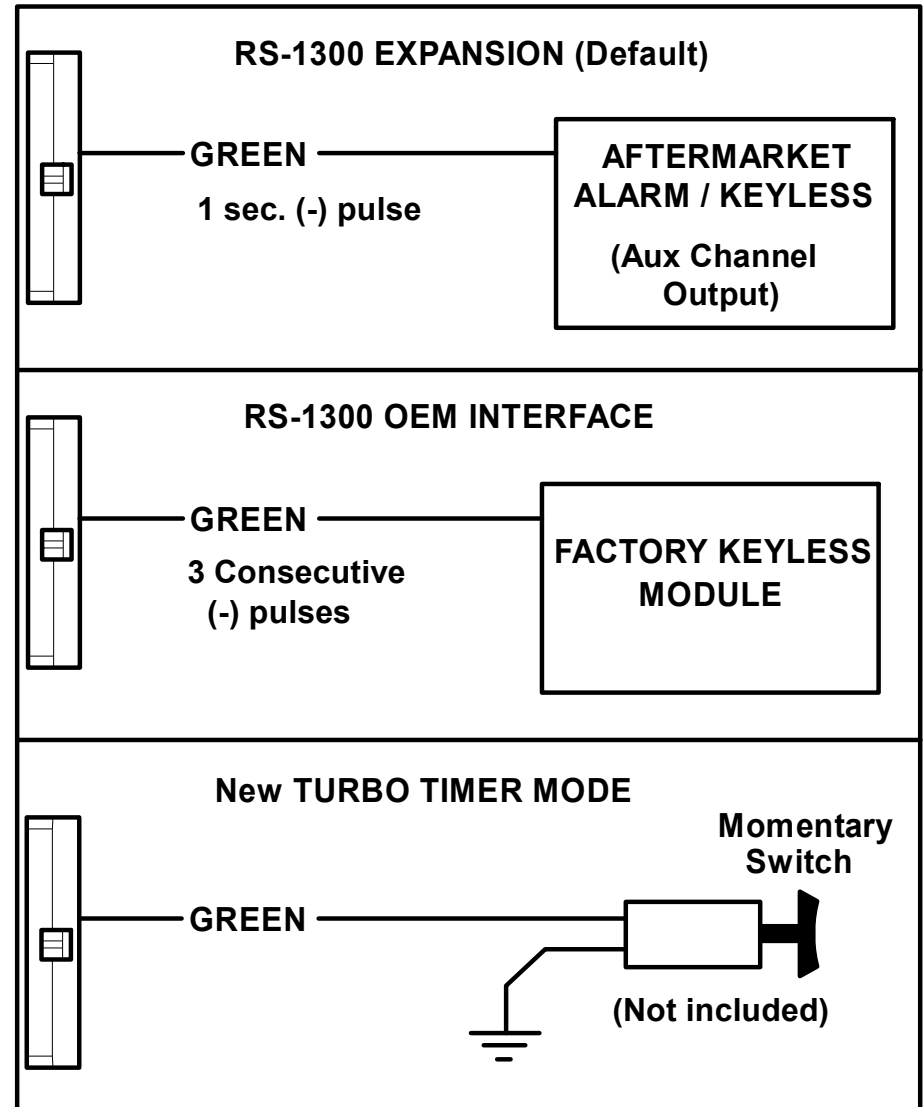 RS-1300 EXPANSION (Default)
GREEN
1 sec. (-) pulse
AFTERMARKET
ALARM / KEYLESS
(Aux Channel
Output)
RS-1300 OEM INTERFACE
GREEN
3 Consecutive
(-) pulses
FACTORY KEYLESS
MODULE
New TURBO TIMER MODE
Momentary
Switch
GREEN
(Not included)